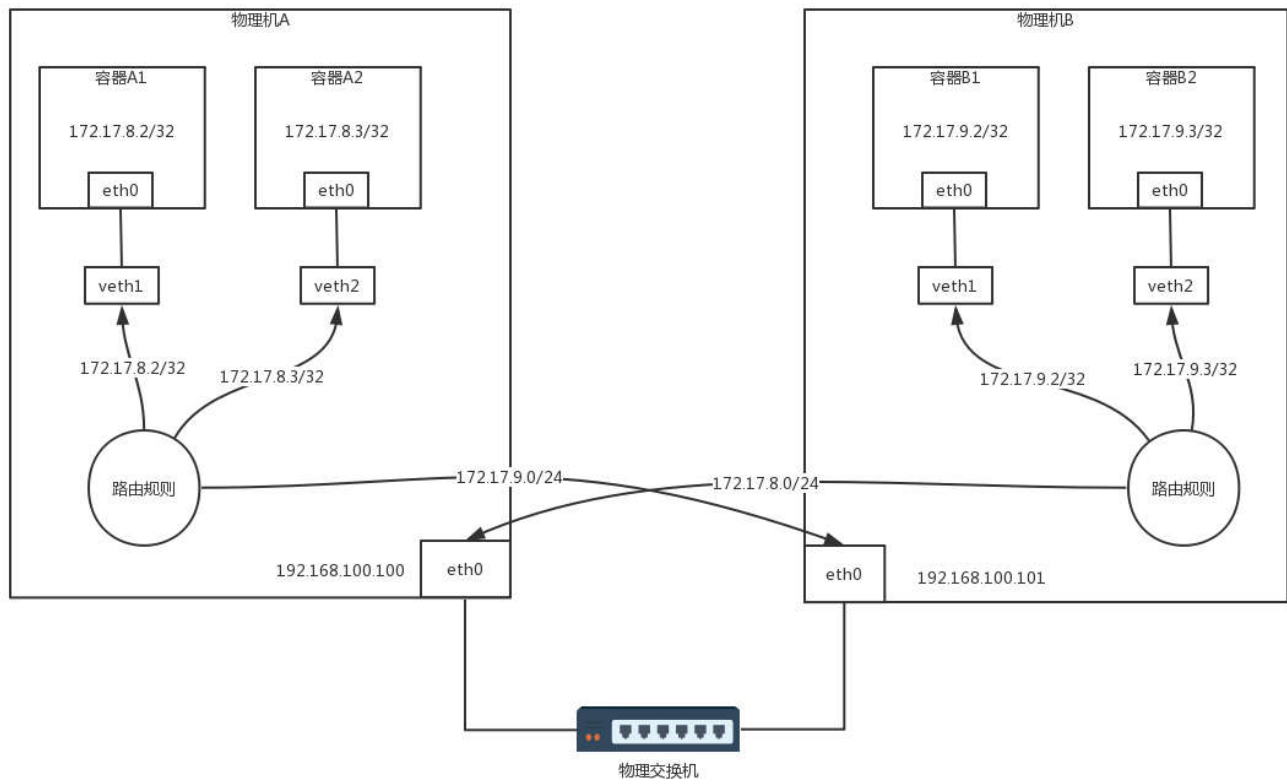 物理机A
物理机B
容器A1
容器A2
容器B1
容器B2
172.17.8.2/32
172.17.8.3/32
172.17.9.2/32
172.17.9.3/32
eth0
eth0
eth0
eth0
veth1
veth2
veth1
veth2
172.17.8.2/32
172.17.8.3/32
172.17.9.2/32
172.17.9.3/32
路由规则
172.17.9.0/24
172.17.8.0/24
路由规则
192.168.100.100
eth0
eth0
192.168.100.101
物理交换机